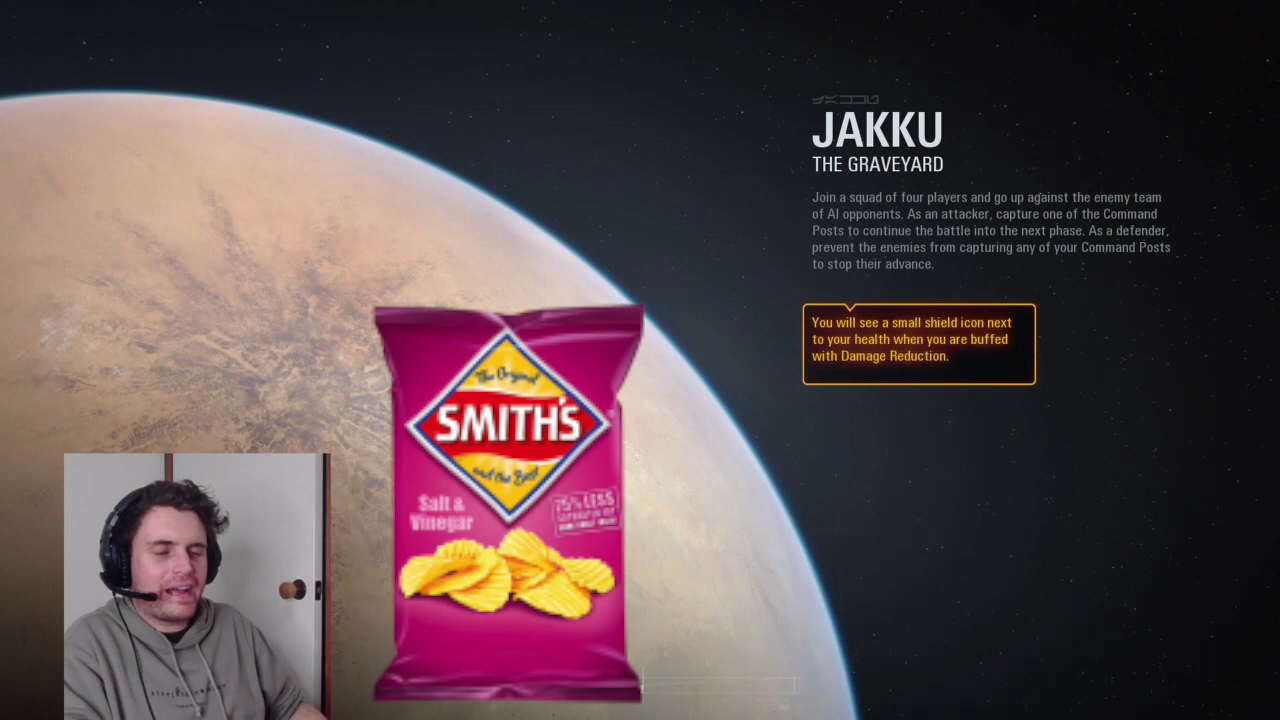 JAKKU
THE GRAVEYARD
Join a squad of four players and go up against the enemy team
of AI opponents. As an attacker, capture one of the Command
Posts to continue the battle into the next phase. As a defender,
prevent the enemies from capturing any of your Command Posts
to stop their advance.
You will see a small shield icon next
to your health when you are buffed
with Damage Reduction.
The Original
SMITH'S
and the Best
Salt &
Vinegar
75% LESS